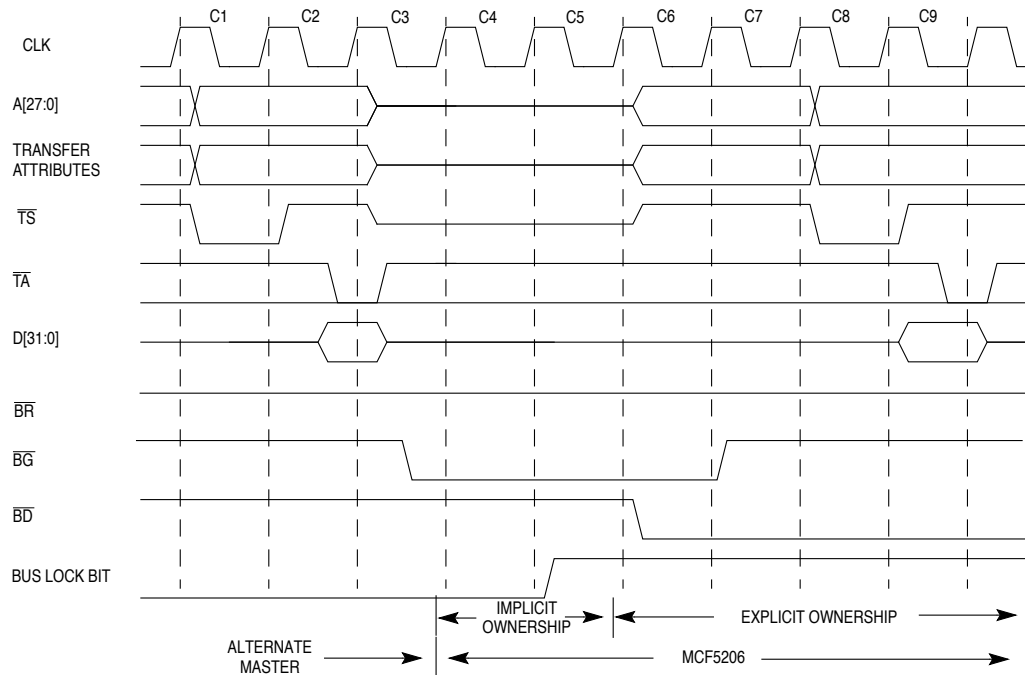 C1 C2 C3 C4 C5 C6 C7 C8 C9
CLK
A[27:0]
TRANSFER
ATTRIBUTES
TS
TA
D[31:0]
BR
BG
BD
BUS LOCK BIT
IMPLICIT
OWNERSHIP
EXPLICIT OWNERSHIP
ALTERNATE
MASTER
MCF5206